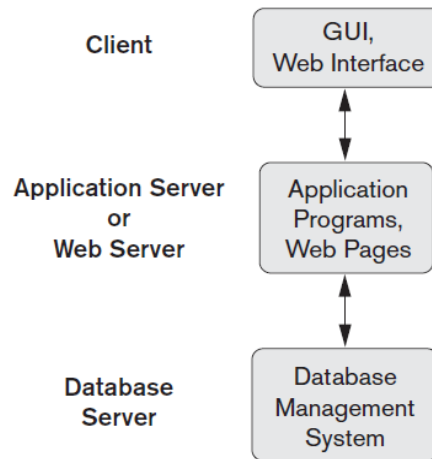 Client
GUI,
Web Interface
Application Server
or
Web Server
Application
Programs,
Web Pages
Database
Server
Database
Management
System